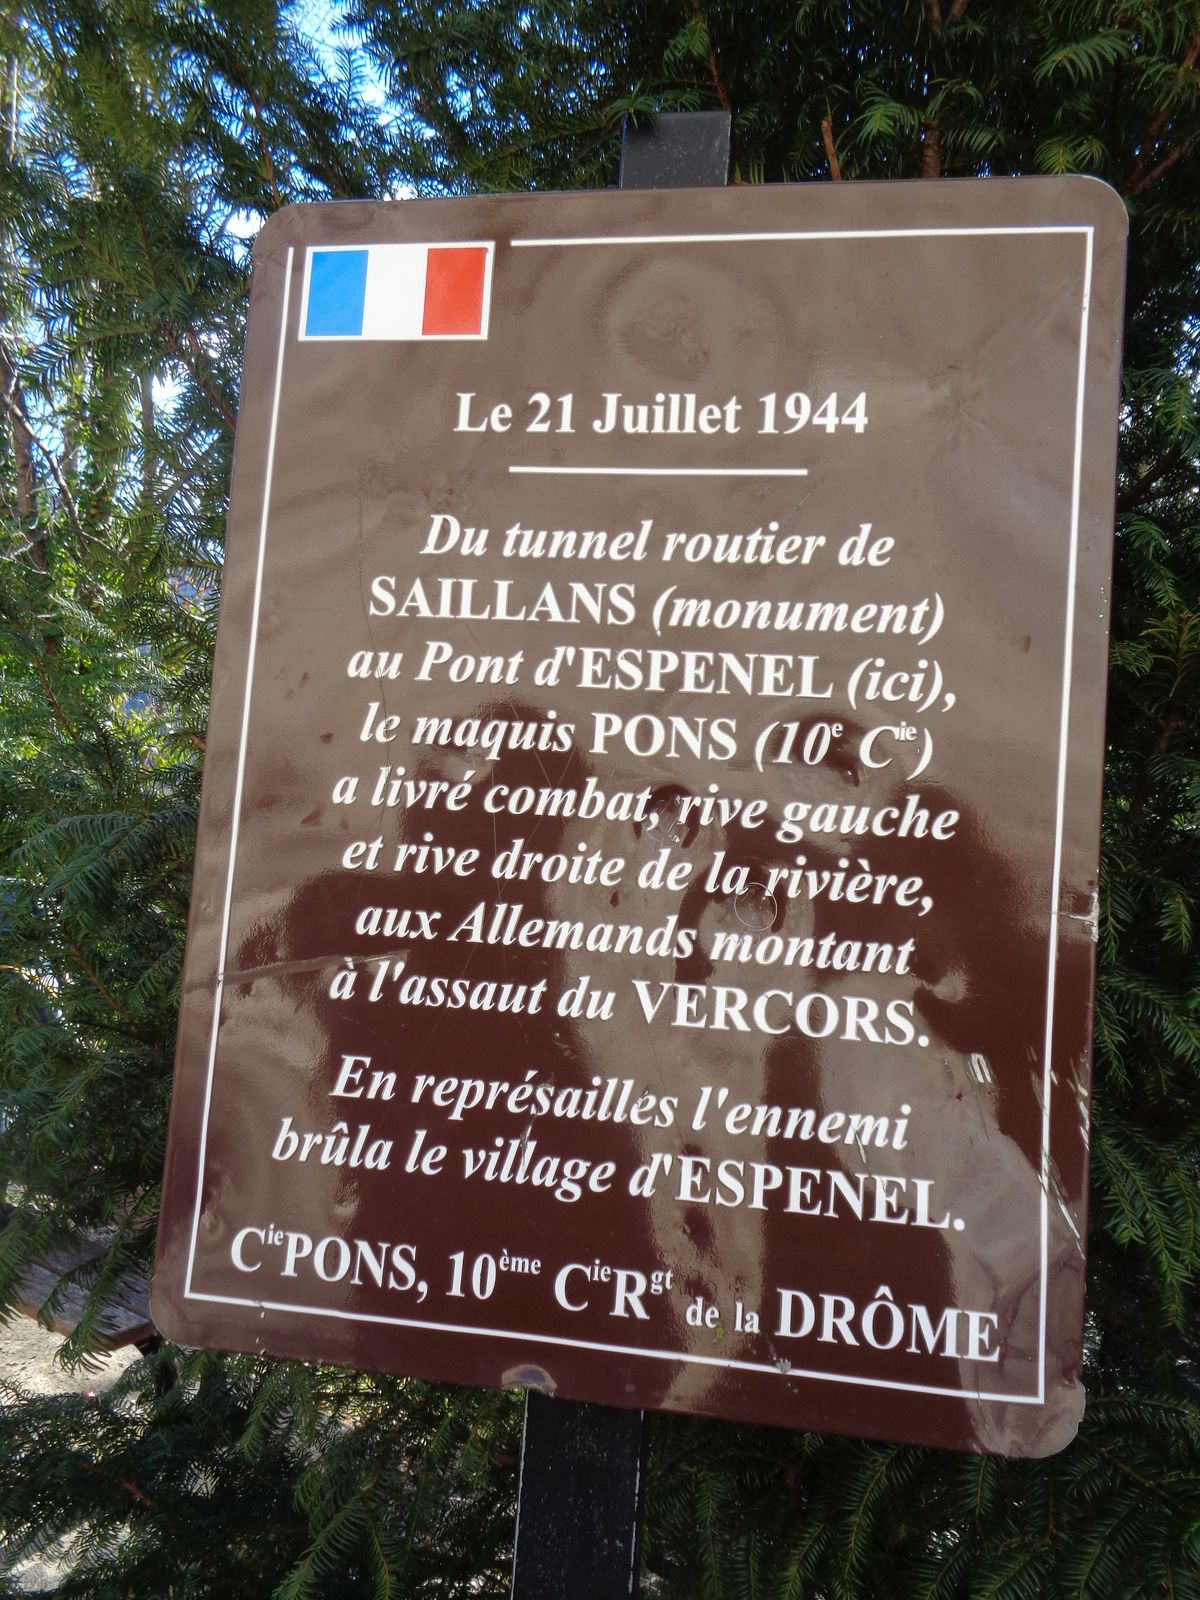 Le 21 Juillet 1944
Du tunnel routier de
SAILLANS (monument)
au Pont d'ESPENEL (ici),
le maquis PONS (10e Cie)
a livré combat, rive gauche
et rive droite de la rivière,
aux Allemands montant
à l'assaut du VERCORS.
En représailles l'ennemi
brûla le village d'ESPENEL.
CiePONS, 10ème CieRgt de la DRÔME